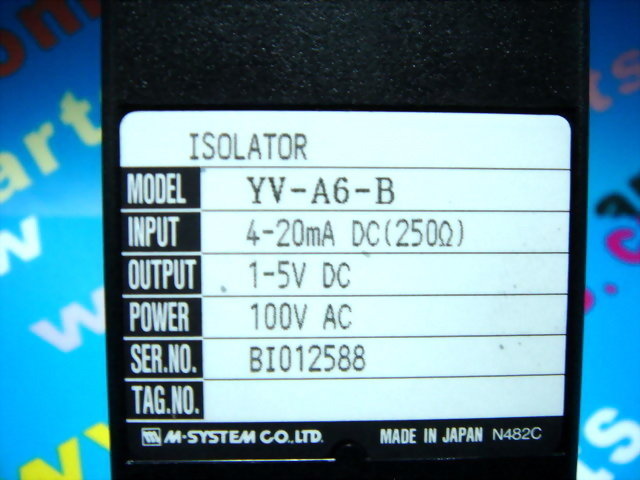 ISOLATOR
MODEL YV-A6-B
INPUT 4-20mA DC(250Ω)
OUTPUT 1-5V DC
POWER 100V AC
SER.NO. BI012588
TAG.NO.
M-SYSTEM CO.,LTD. MADE IN JAPAN N482C